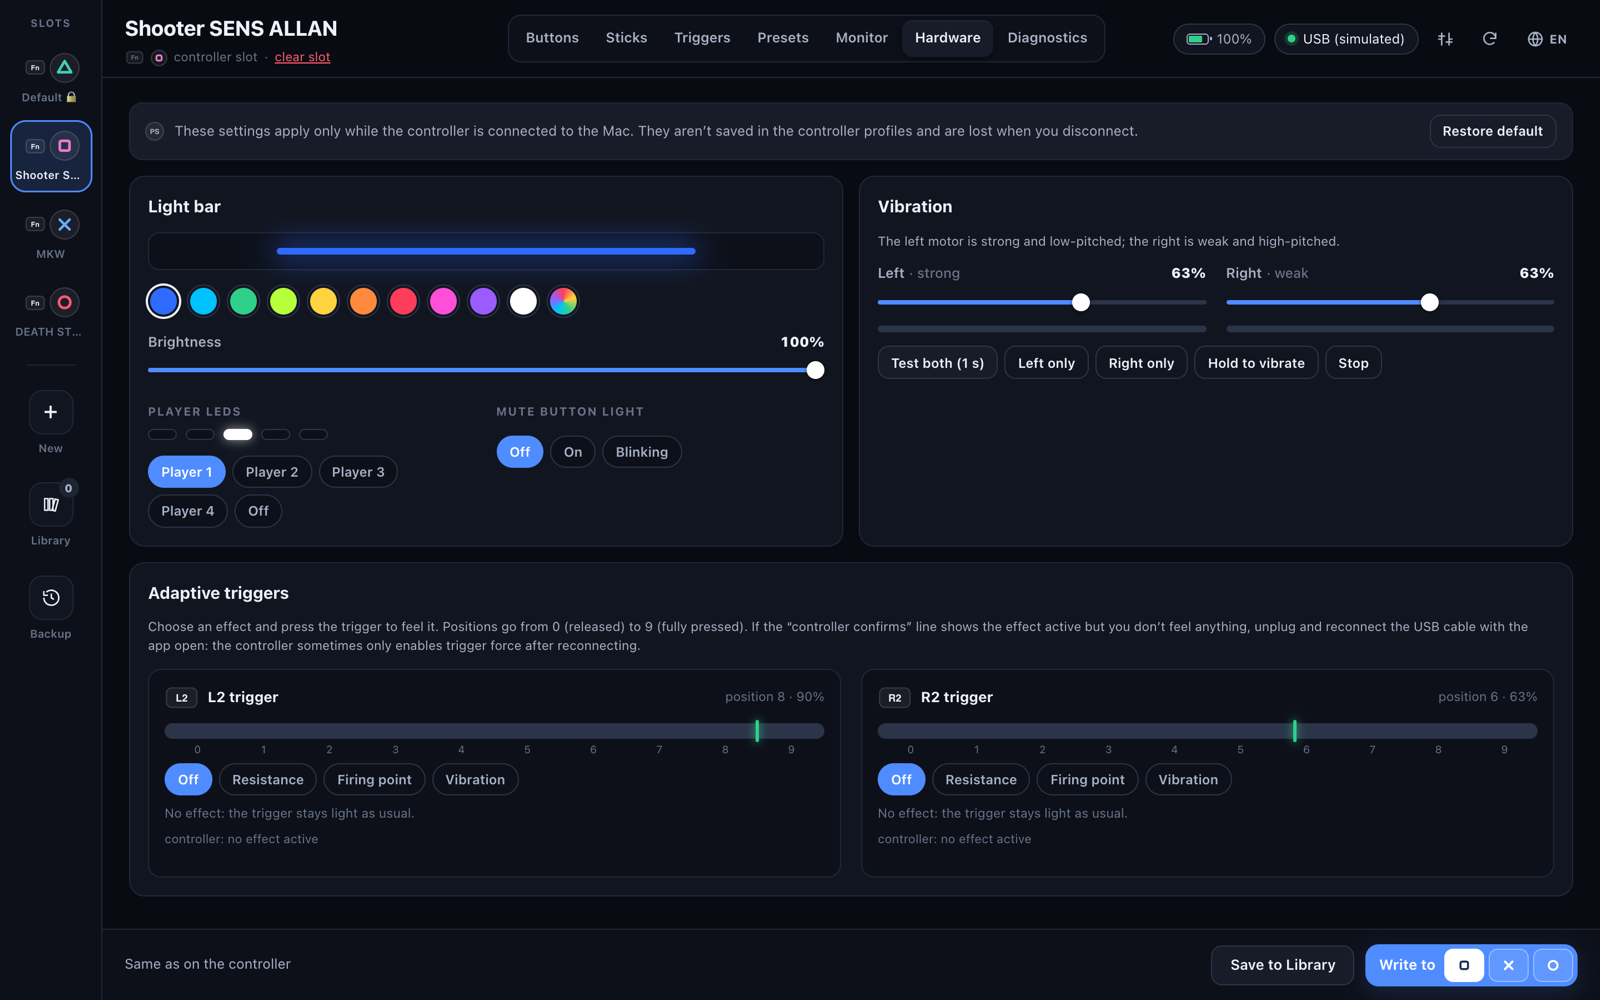 SLOTS
Fn
Default
Fn
Shooter S...
Fn
MKW
Fn
DEATH ST...
New
0
Library
Backup
Shooter SENS ALLAN
Fn controller slot · clear slot
Buttons Sticks Triggers Presets Monitor Hardware Diagnostics
100% USB (simulated) EN
PS These settings apply only while the controller is connected to the Mac. They aren’t saved in the controller profiles and are lost when you disconnect. Restore default
Light bar
Brightness 100%
PLAYER LEDS
Player 1 Player 2 Player 3
Player 4 Off
MUTE BUTTON LIGHT
Off On Blinking
Vibration
The left motor is strong and low-pitched; the right is weak and high-pitched.
Left · strong 63% Right · weak 63%
Test both (1 s) Left only Right only Hold to vibrate Stop
Adaptive triggers
Choose an effect and press the trigger to feel it. Positions go from 0 (released) to 9 (fully pressed). If the “controller confirms” line shows the effect active but you don’t feel anything, unplug and reconnect the USB cable with the
app open: the controller sometimes only enables trigger force after reconnecting.
L2 L2 trigger position 8 · 90%
0 1 2 3 4 5 6 7 8 9
Off Resistance Firing point Vibration
No effect: the trigger stays light as usual.
controller: no effect active
R2 R2 trigger position 6 · 63%
0 1 2 3 4 5 6 7 8 9
Off Resistance Firing point Vibration
No effect: the trigger stays light as usual.
controller: no effect active
Same as on the controller Save to Library Write to